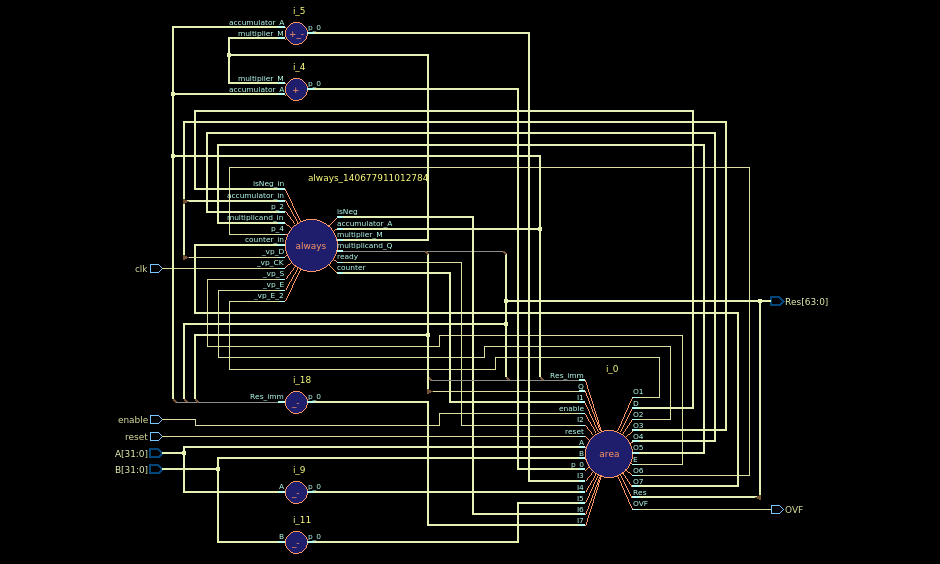 i_5
accumulator_A
multiplier_M
+_-
p_0
i_4
multiplier_M
accumulator_A
+
p_0
always_140677911012784
isNeg_in
accumulator_in
p_2
multiplicand_in
p_4
counter_in
_vp_D
_vp_CK
_vp_S
_vp_E
_vp_E_2
always
isNeg
accumulator_A
multiplier_M
multiplicand_Q
ready
counter
clk
Res[63:0]
i_18
Res_imm
_-
p_0
enable
reset
A[31:0]
B[31:0]
i_9
A
_-
p_0
i_11
B
_-
p_0
i_0
Res_imm
Q
I1
enable
I2
reset
A
B
p_0
I3
I4
I5
I6
I7
area
O1
D
O2
O3
O4
O5
E
O6
O7
Res
OVF
OVF